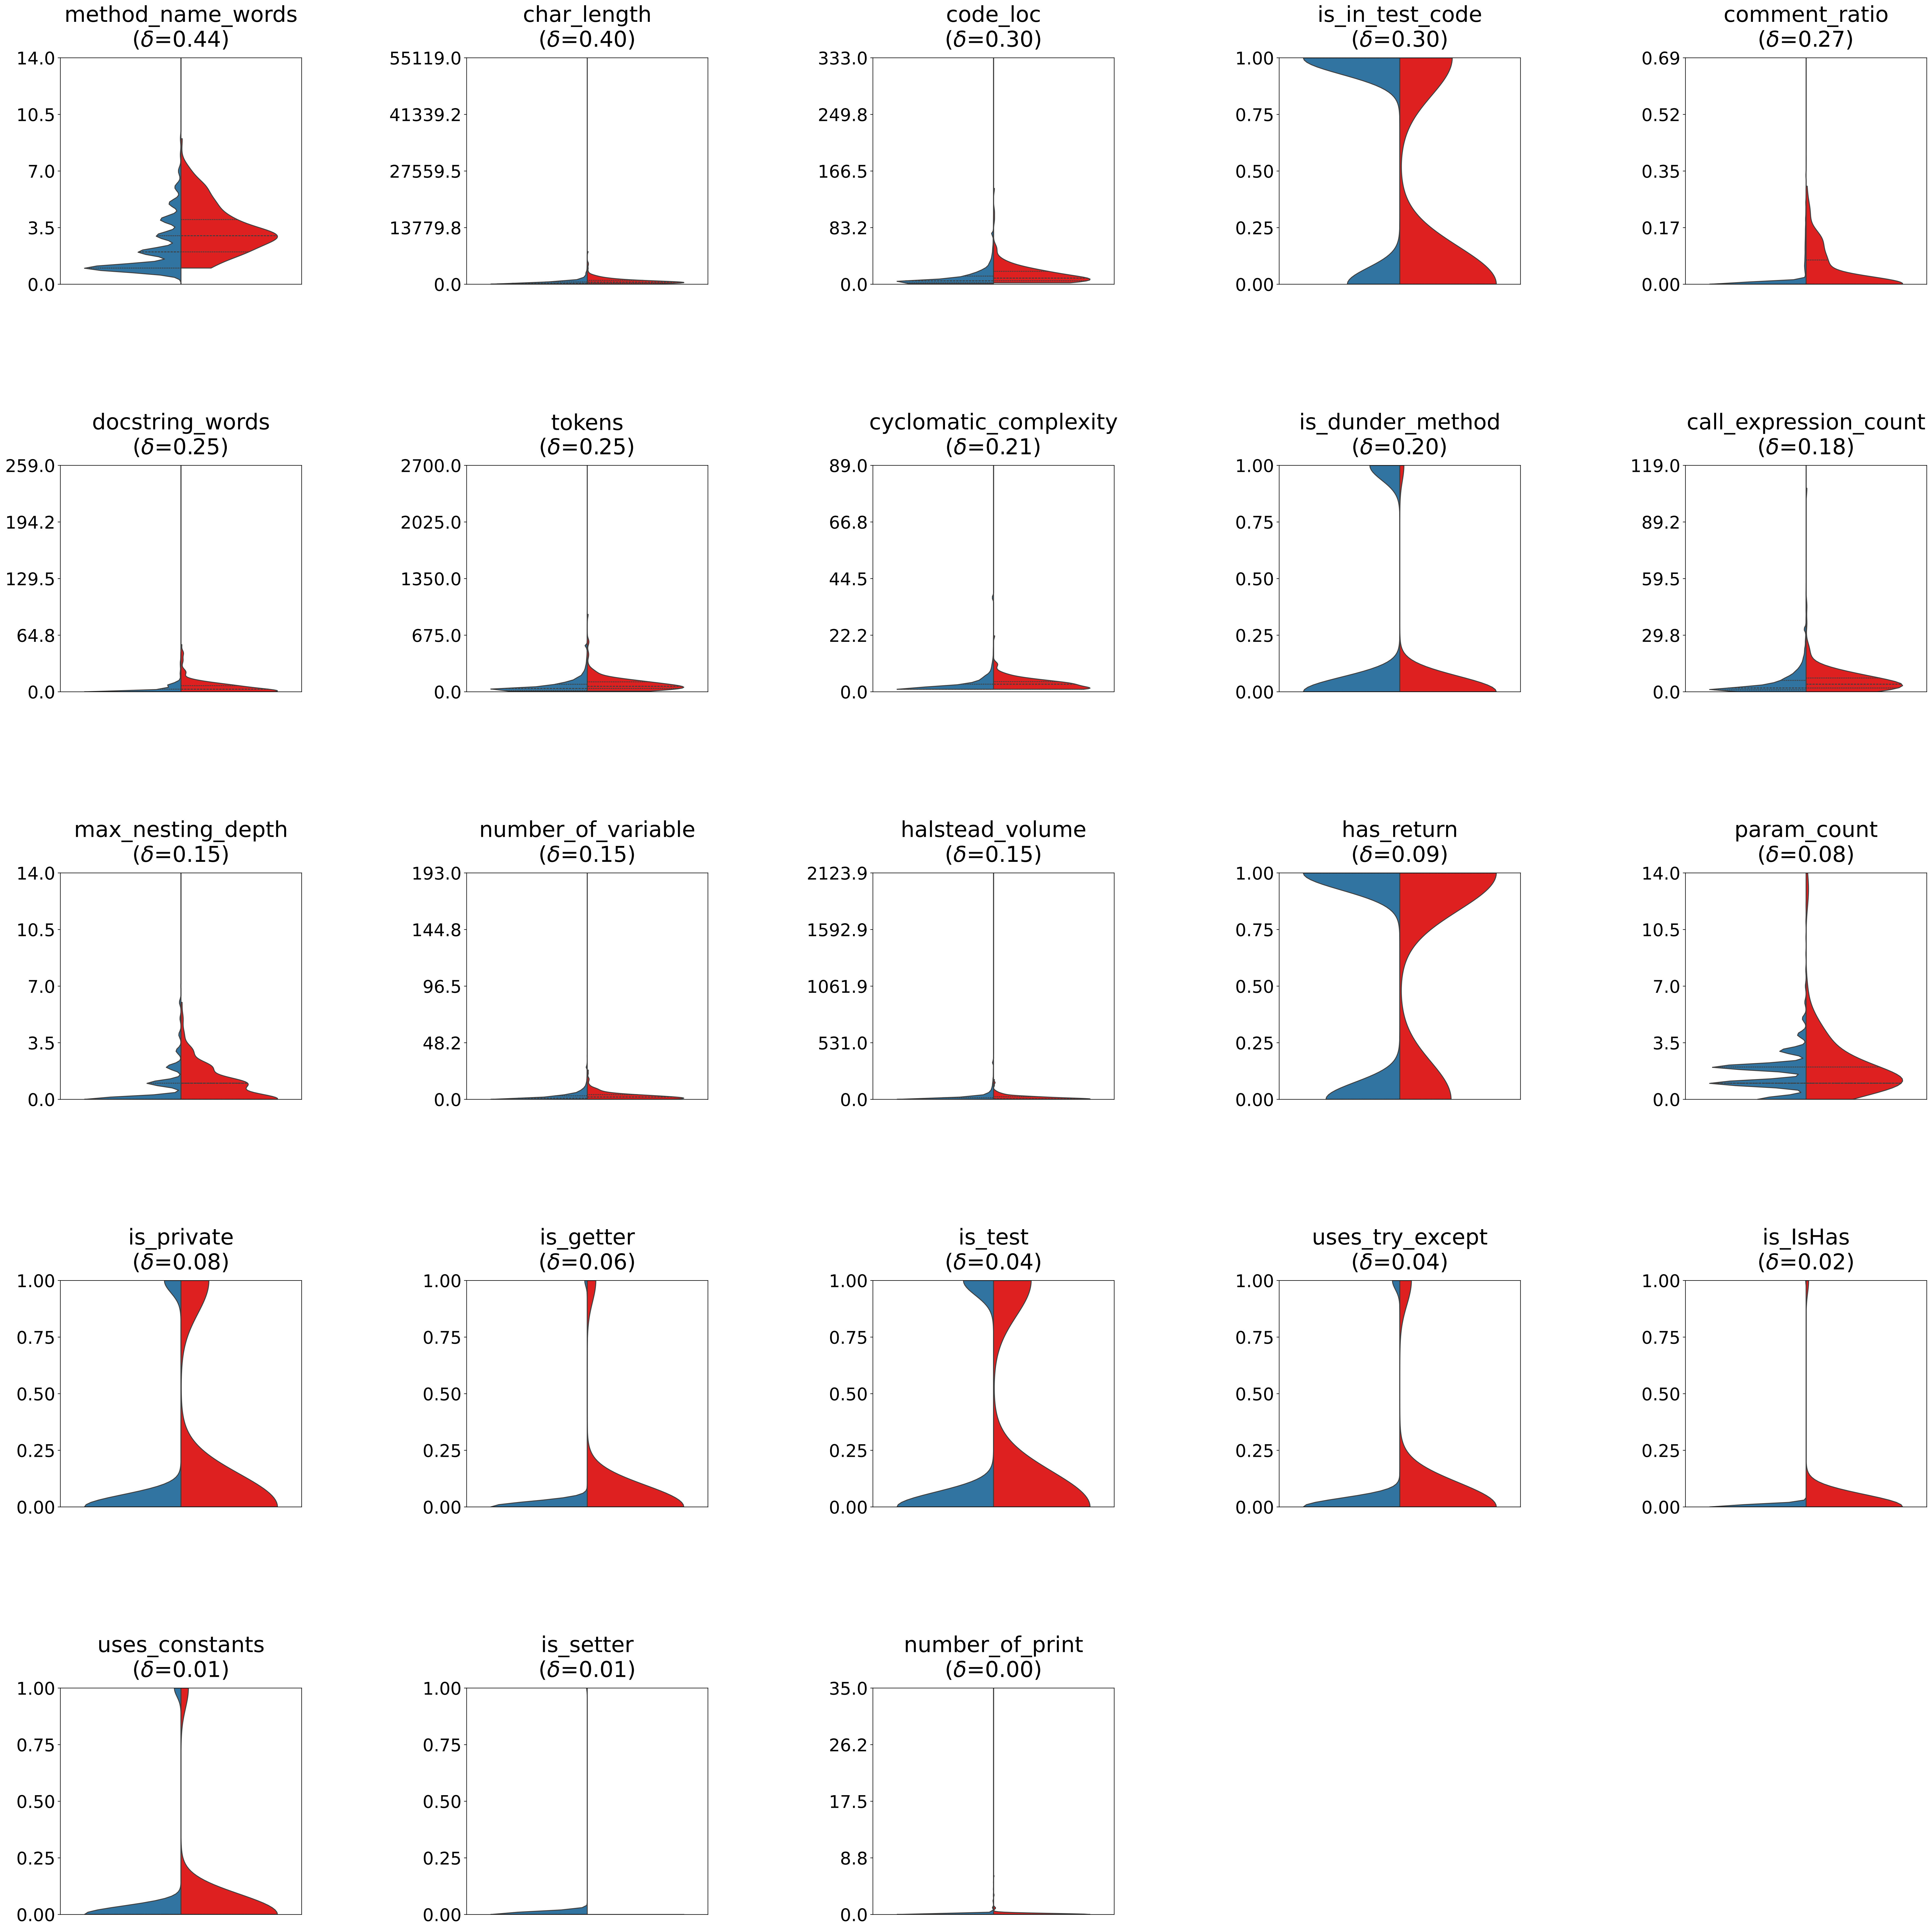 method_name_words
(δ=0.44)
14.0
10.5
7.0
3.5
0.0
char_length
(δ=0.40)
55119.0
41339.2
27559.5
13779.8
0.0
code_loc
(δ=0.30)
333.0
249.8
166.5
83.2
0.0
is_in_test_code
(δ=0.30)
1.00
0.75
0.50
0.25
0.00
comment_ratio
(δ=0.27)
0.69
0.52
0.35
0.17
0.00
docstring_words
(δ=0.25)
259.0
194.2
129.5
64.8
0.0
tokens
(δ=0.25)
2700.0
2025.0
1350.0
675.0
0.0
cyclomatic_complexity
(δ=0.21)
89.0
66.8
44.5
22.2
0.0
is_dunder_method
(δ=0.20)
1.00
0.75
0.50
0.25
0.00
call_expression_count
(δ=0.18)
119.0
89.2
59.5
29.8
0.0
max_nesting_depth
(δ=0.15)
14.0
10.5
7.0
3.5
0.0
number_of_variable
(δ=0.15)
193.0
144.8
96.5
48.2
0.0
halstead_volume
(δ=0.15)
2123.9
1592.9
1061.9
531.0
0.0
has_return
(δ=0.09)
1.00
0.75
0.50
0.25
0.00
param_count
(δ=0.08)
14.0
10.5
7.0
3.5
0.0
is_private
(δ=0.08)
1.00
0.75
0.50
0.25
0.00
is_getter
(δ=0.06)
1.00
0.75
0.50
0.25
0.00
is_test
(δ=0.04)
1.00
0.75
0.50
0.25
0.00
uses_try_except
(δ=0.04)
1.00
0.75
0.50
0.25
0.00
is_IsHas
(δ=0.02)
1.00
0.75
0.50
0.25
0.00
uses_constants
(δ=0.01)
1.00
0.75
0.50
0.25
0.00
is_setter
(δ=0.01)
1.00
0.75
0.50
0.25
0.00
number_of_print
(δ=0.00)
35.0
26.2
17.5
8.8
0.0